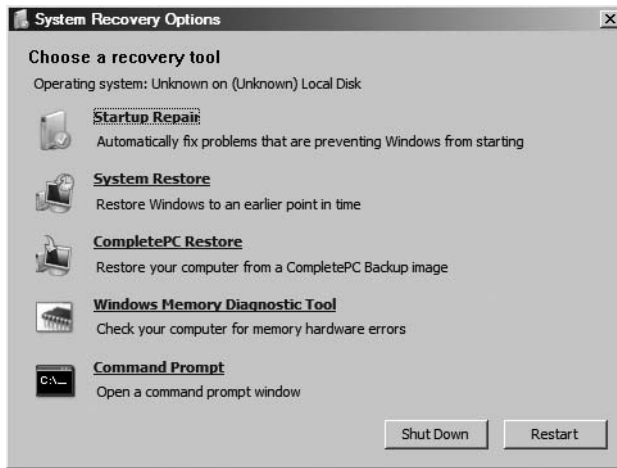 System Recovery Options
Choose a recovery tool
Operating system: Unknown on (Unknown) Local Disk
Startup Repair
Automatically fix problems that are preventing Windows from starting
System Restore
Restore Windows to an earlier point in time
CompletePC Restore
Restore your computer from a CompletePC Backup image
Windows Memory Diagnostic Tool
Check your computer for memory hardware errors
C:\_
Command Prompt
Open a command prompt window
Shut Down
Restart